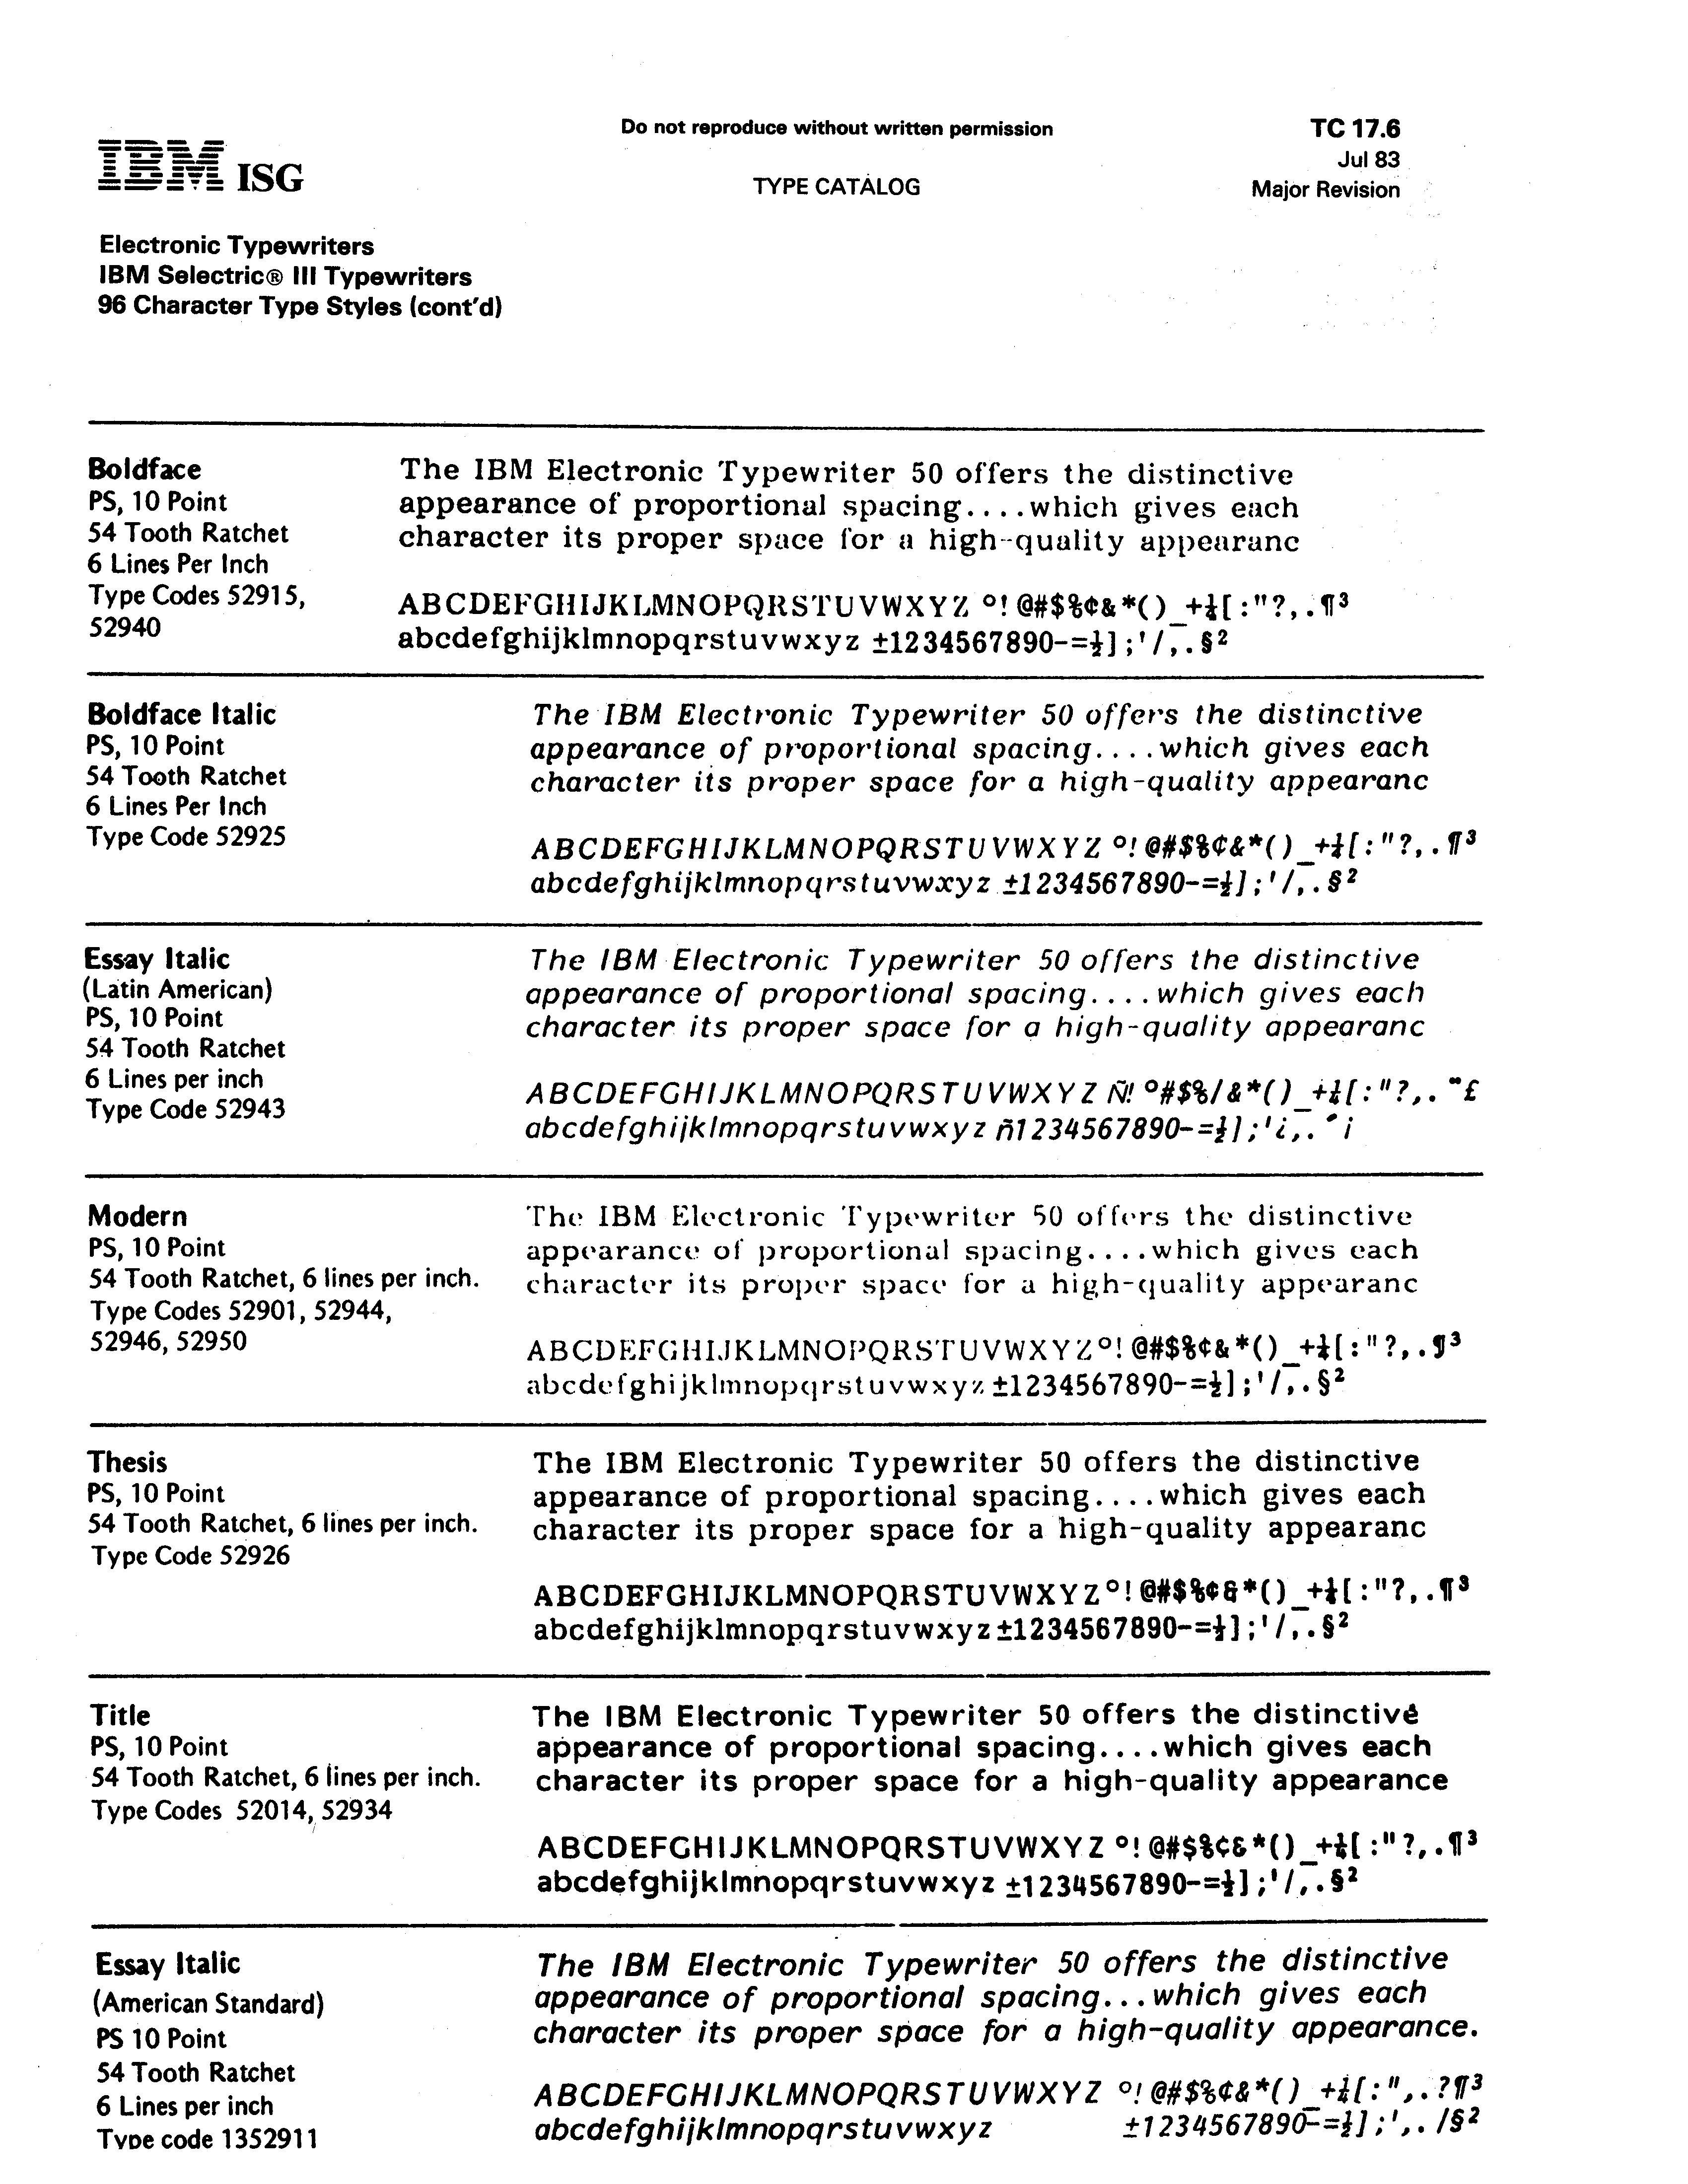 Do not reproduce without written permission
TC 17.6
IBM ISG
TYPE CATALOG
Jul 83
Major Revision
Electronic Typewriters
IBM Selectric® III Typewriters
96 Character Type Styles (cont'd)
Boldface
PS, 10 Point
54 Tooth Ratchet
6 Lines Per Inch
Type Codes 52915,
52940
The IBM Electronic Typewriter 50 offers the distinctive
appearance of proportional spacing....which gives each
character its proper space for a high-quality appearanc
ABCDEFGHIJKLMNOPQRSTUVWXYZ °!@#$%¢&*()_+¼[:"?,.¶³
abcdefghijklmnopqrstuvwxyz ±1234567890-=½];'/,.§²
Boldface Italic
PS, 10 Point
54 Tooth Ratchet
6 Lines Per Inch
Type Code 52925
The IBM Electronic Typewriter 50 offers the distinctive
appearance of proportional spacing....which gives each
character its proper space for a high-quality appearanc
ABCDEFGHIJKLMNOPQRSTUVWXYZ °!@#$%¢&*()_+¼[:"?,.¶³
abcdefghijklmnopqrstuvwxyz ±1234567890-=½];'/,.§²
Essay Italic
(Latin American)
PS, 10 Point
54 Tooth Ratchet
6 Lines per inch
Type Code 52943
The IBM Electronic Typewriter 50 offers the distinctive
appearance of proportional spacing....which gives each
character its proper space for a high-quality appearanc
ABCDEFGHIJKLMNOPQRSTUVWXYZ Ñ!°#$%/&*()_+¼[:"?,.¨£
abcdefghijklmnopqrstuvwxyz ñ1234567890-=½];'¿,.´¡
Modern
PS, 10 Point
54 Tooth Ratchet, 6 lines per inch.
Type Codes 52901, 52944,
52946, 52950
The IBM Electronic Typewriter 50 offers the distinctive
appearance of proportional spacing....which gives each
character its proper space for a high-quality appearanc
ABCDEFGHIJKLMNOPQRSTUVWXYZ°!@#$%¢&*()_+¼[:"?,.¶³
abcdefghijklmnopqrstuvwxyz±1234567890-=½];'/,.§²
Thesis
PS, 10 Point
54 Tooth Ratchet, 6 lines per inch.
Type Code 52926
The IBM Electronic Typewriter 50 offers the distinctive
appearance of proportional spacing....which gives each
character its proper space for a high-quality appearanc
ABCDEFGHIJKLMNOPQRSTUVWXYZ°!@#$%¢&*()_+¼[:"?,.¶³
abcdefghijklmnopqrstuvwxyz±1234567890-=½];'/,.§²
Title
PS, 10 Point
54 Tooth Ratchet, 6 lines per inch.
Type Codes 52014, 52934
The IBM Electronic Typewriter 50 offers the distinctive
appearance of proportional spacing....which gives each
character its proper space for a high-quality appearance
ABCDEFGHIJKLMNOPQRSTUVWXYZ °!@#$%¢&*()_+¼[:"?,.¶³
abcdefghijklmnopqrstuvwxyz ±1234567890-=½];'/,.§²
Essay Italic
(American Standard)
PS 10 Point
54 Tooth Ratchet
6 Lines per inch
Type code 1352911
The IBM Electronic Typewriter 50 offers the distinctive
appearance of proportional spacing...which gives each
character its proper space for a high-quality appearance.
ABCDEFGHIJKLMNOPQRSTUVWXYZ °!@#$%¢&*()_+¼[:",.?¶³
abcdefghijklmnopqrstuvwxyz ±1234567890-=½];',./§²